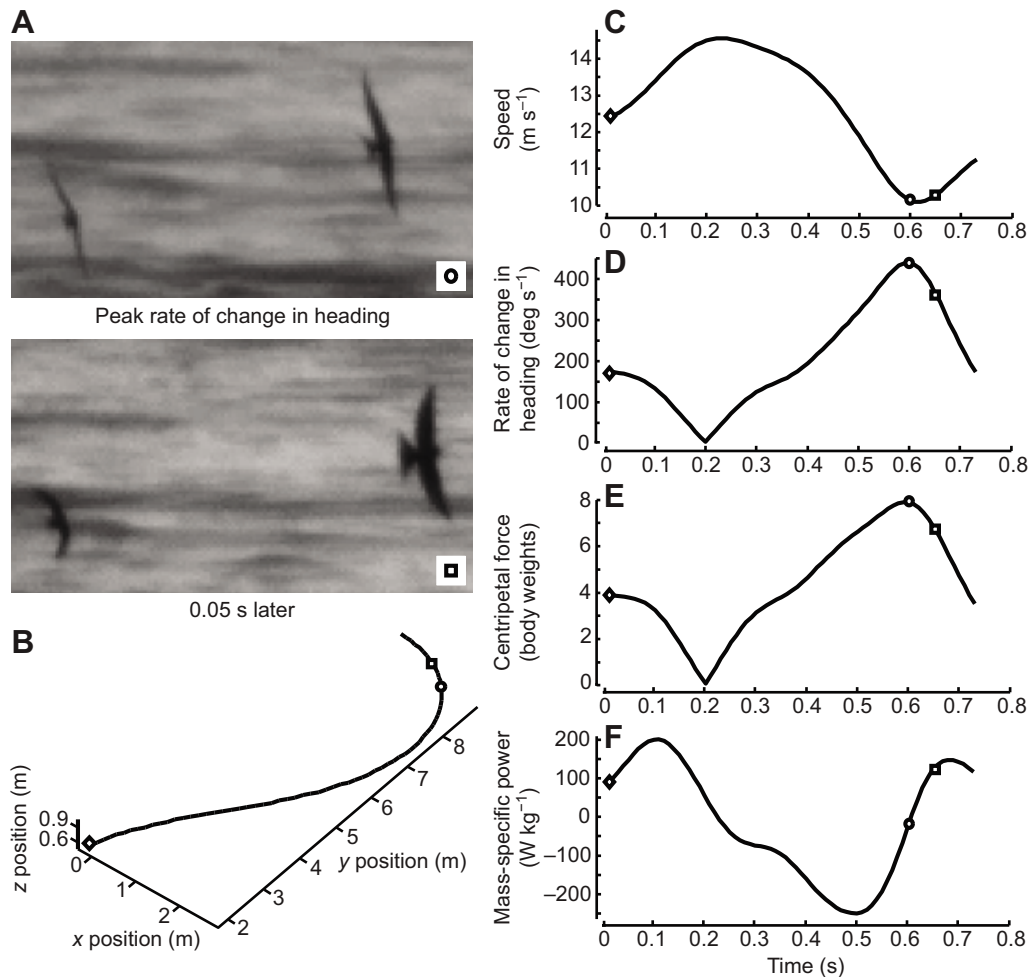 A
Peak rate of change in heading
0.05 s later
B
z position (m)
0.9
0.6
0
1
2
x position (m)
2
3
4
5
6
7
8
y position (m)
C
Speed
(m s⁻¹)
14
13
12
11
10
0 0.1 0.2 0.3 0.4 0.5 0.6 0.7 0.8
D
Rate of change in
heading (deg s⁻¹)
400
300
200
100
0
0 0.1 0.2 0.3 0.4 0.5 0.6 0.7 0.8
E
Centripetal force
(body weights)
8
6
4
2
0
0 0.1 0.2 0.3 0.4 0.5 0.6 0.7 0.8
F
Mass-specific power
(W kg⁻¹)
200
100
0
–100
–200
0 0.1 0.2 0.3 0.4 0.5 0.6 0.7 0.8
Time (s)